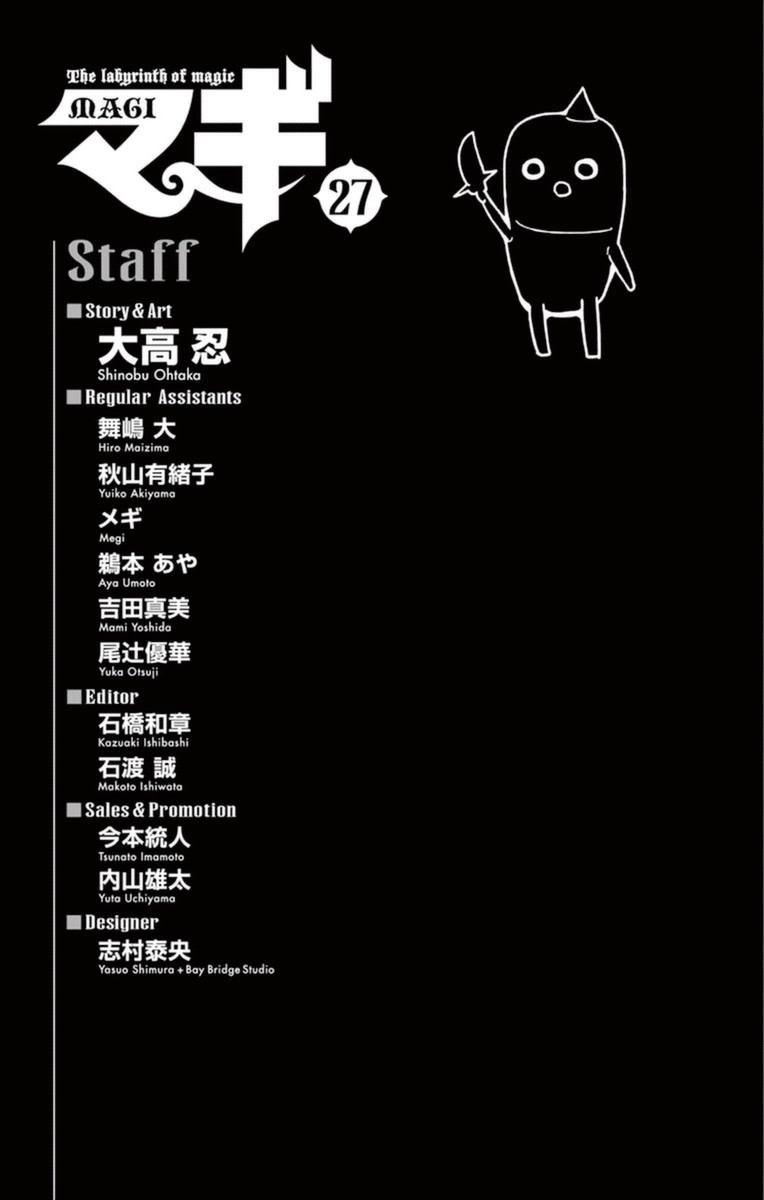 The labyrinth of magic
MAGI
マギ
27
Staff
■Story & Art
大高 忍
Shinobu Ohtaka
■Regular Assistants
舞嶋 大
Hiro Maizima
秋山有緒子
Yuiko Akiyama
メギ
Megi
鵜本 あや
Aya Umoto
吉田真美
Mami Yoshida
尾辻優華
Yuka Otsuji
■Editor
石橋和章
Kazuaki Ishibashi
石渡 誠
Makoto Ishiwata
■Sales & Promotion
今本統人
Tsunato Imamoto
内山雄太
Yuta Uchiyama
■Designer
志村泰央
Yasuo Shimura + Bay Bridge Studio